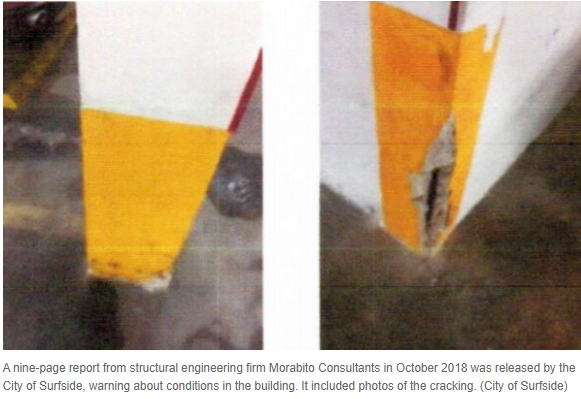 A nine-page report from structural engineering firm Morabito Consultants in October 2018 was released by the
City of Surfside, warning about conditions in the building. It included photos of the cracking. (City of Surfside)